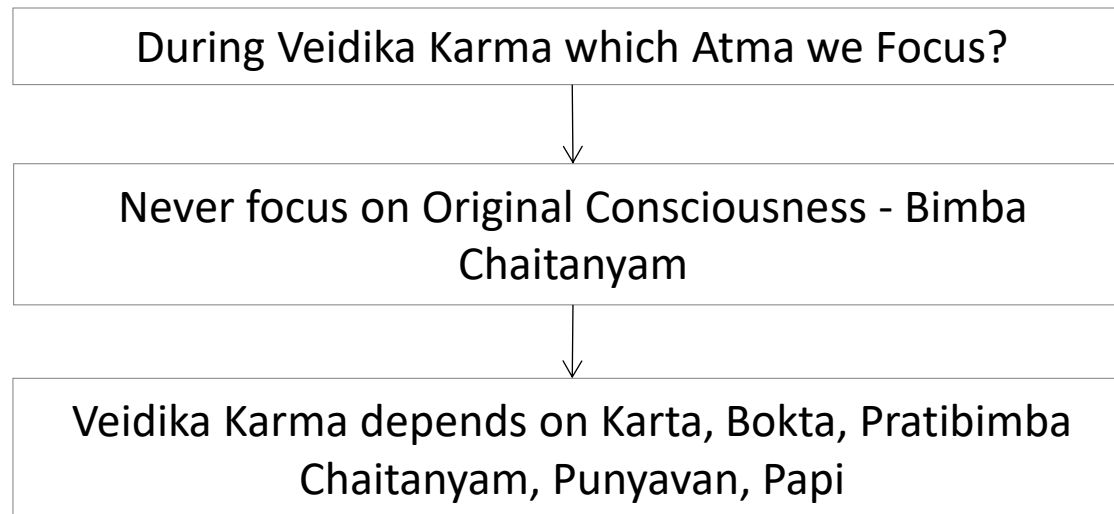 During Veidika Karma which Atma we Focus?
Never focus on Original Consciousness - Bimba
Chaitanyam
Veidika Karma depends on Karta, Bokta, Pratibimba
Chaitanyam, Punyavan, Papi